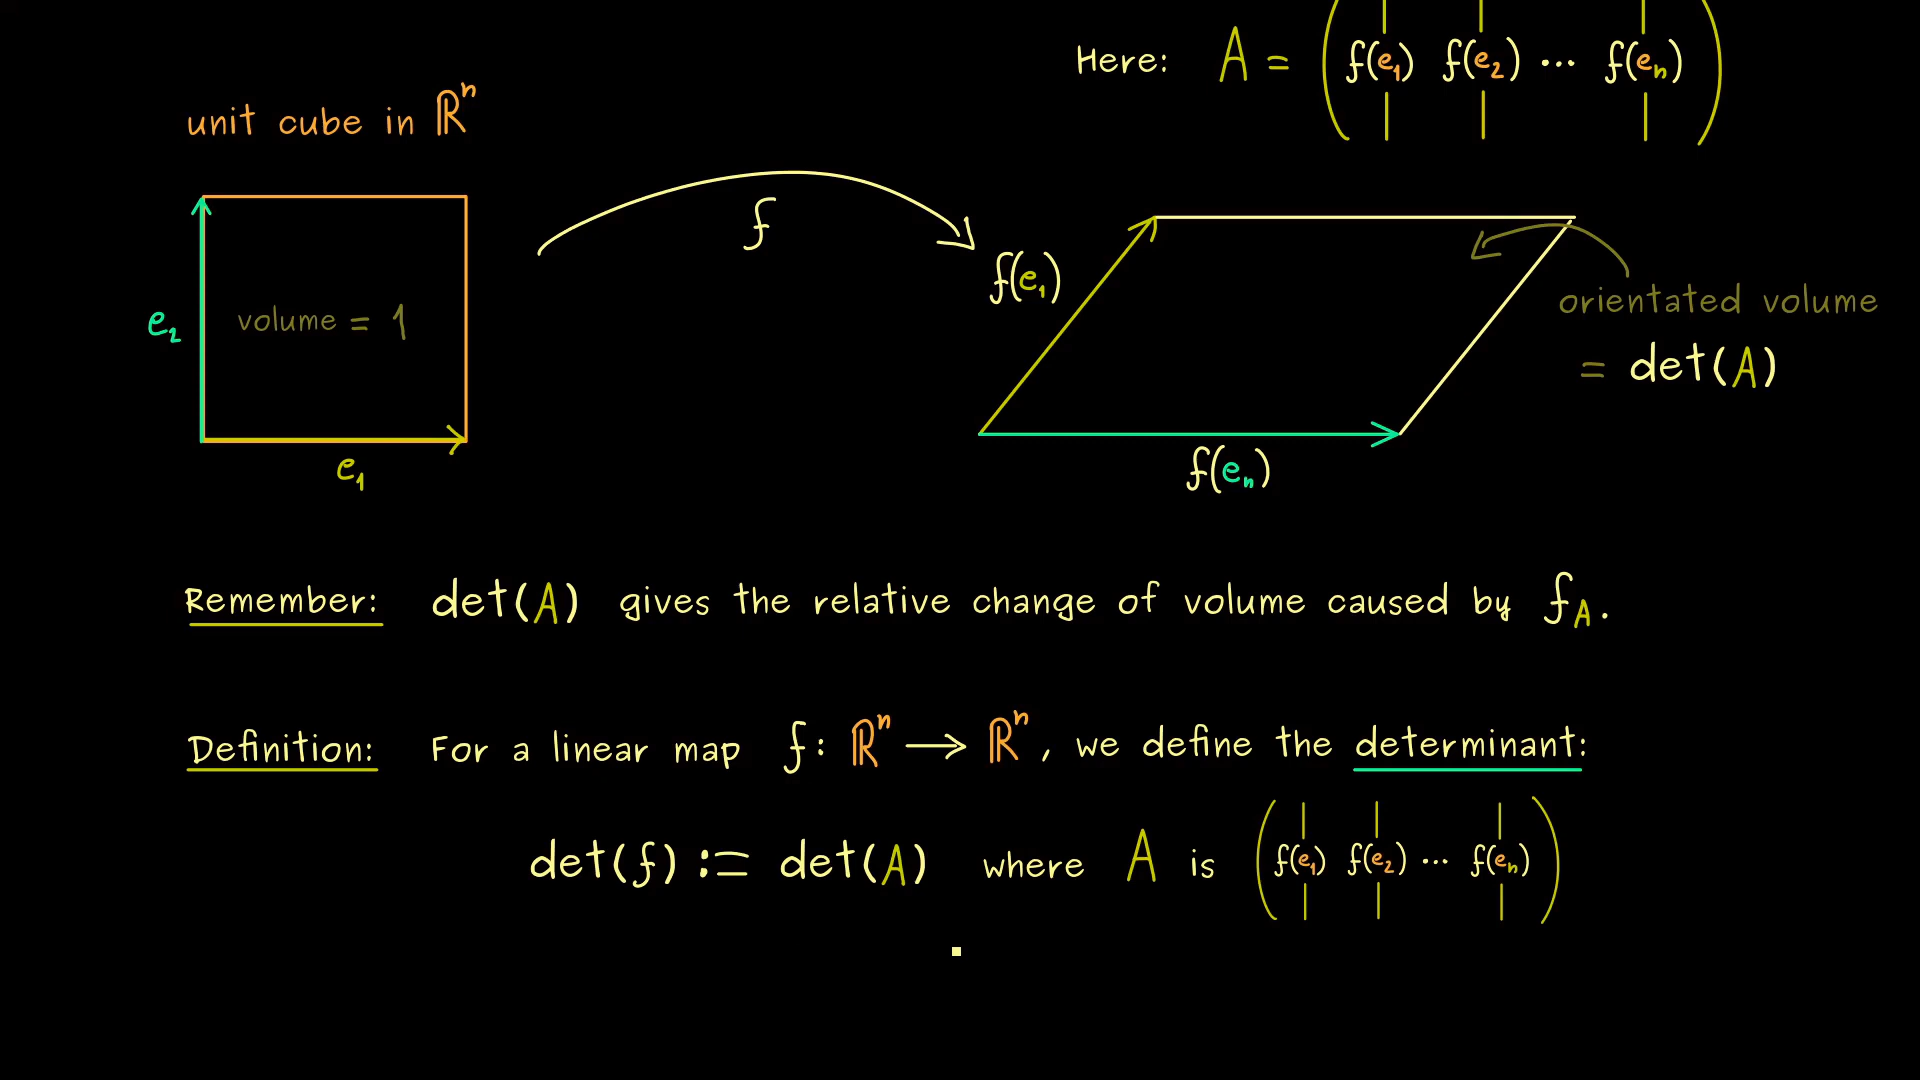 Here: A = ( f(e₁) f(e₂) ⋯ f(eₙ) )
unit cube in ℝⁿ
f
f(e₁)
e₂ volume = 1
orientated volume
= det(A)
e₁
f(eₙ)
Remember: det(A) gives the relative change of volume caused by f_A.
Definition: For a linear map f: ℝⁿ ⟶ ℝⁿ, we define the determinant:
det(f) := det(A) where A is ( f(e₁) f(e₂) ⋯ f(eₙ) )